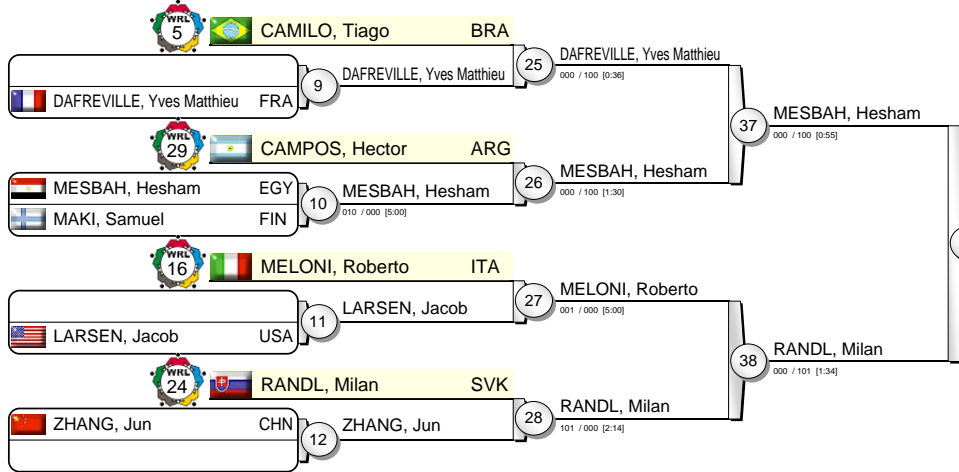 WRL
5
CAMILO, Tiago BRA
DAFREVILLE, Yves Matthieu FRA
9
DAFREVILLE, Yves Matthieu
25
DAFREVILLE, Yves Matthieu
000 / 100 [0:36]
WRL
29
CAMPOS, Hector ARG
MESBAH, Hesham EGY
MAKI, Samuel FIN
10
MESBAH, Hesham
010 / 000 [5:00]
26
MESBAH, Hesham
000 / 100 [1:30]
37
MESBAH, Hesham
000 / 100 [0:55]
WRL
16
MELONI, Roberto ITA
LARSEN, Jacob USA
11
LARSEN, Jacob
27
MELONI, Roberto
001 / 000 [5:00]
WRL
24
RANDL, Milan SVK
ZHANG, Jun CHN
12
ZHANG, Jun
28
RANDL, Milan
101 / 000 [2:14]
38
RANDL, Milan
000 / 101 [1:34]